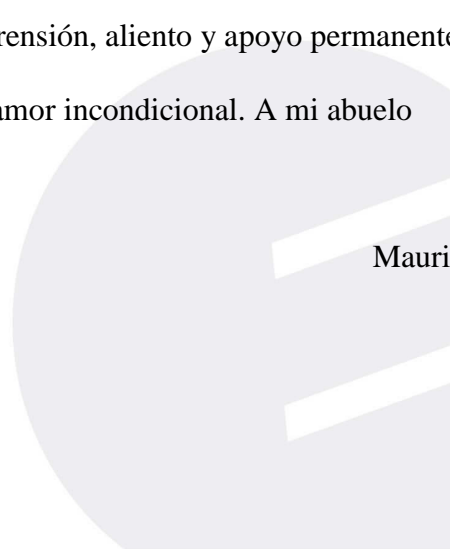 rensión, aliento y apoyo permanente
amor incondicional. A mi abuelo
Mauri